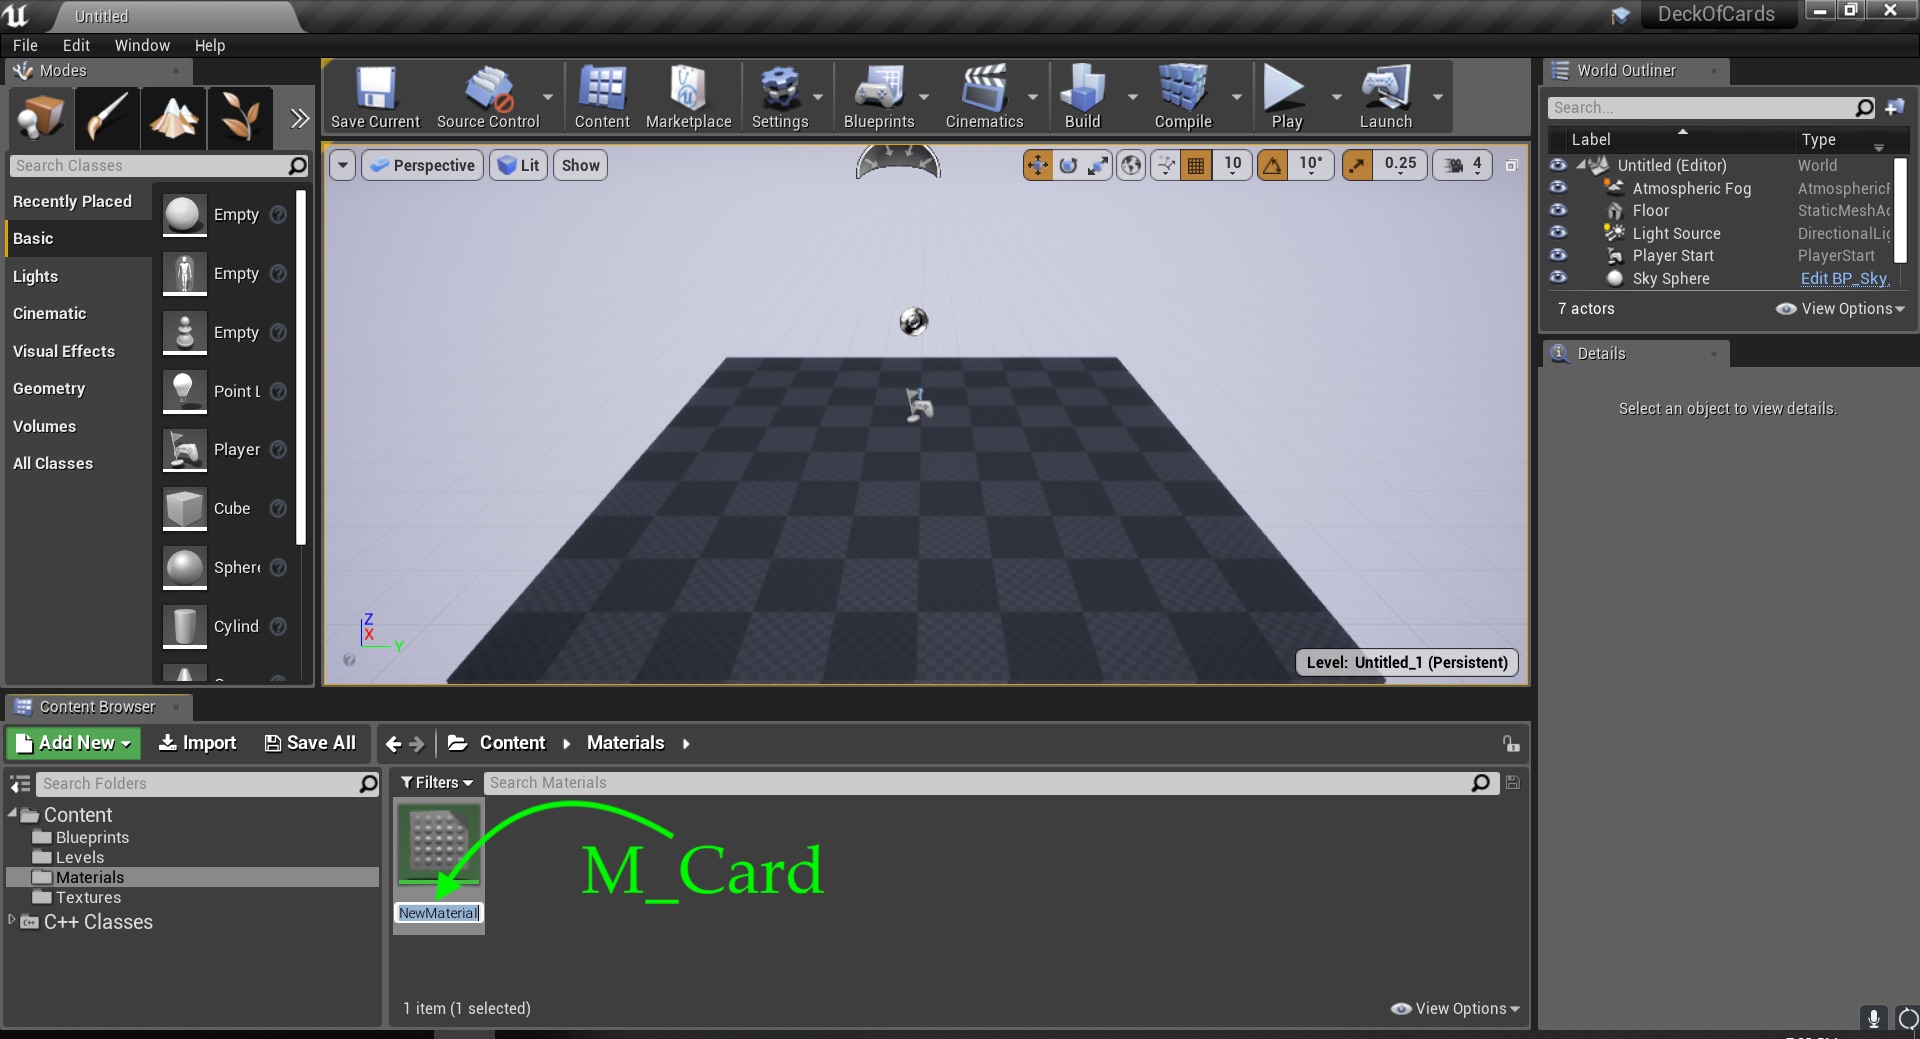 Untitled
DeckOfCards
File Edit Window Help
Modes
Search Classes
Recently Placed
Basic
Lights
Cinematic
Visual Effects
Geometry
Volumes
All Classes
Empty
Empty
Empty
Point L
Player
Cube
Sphere
Cylind
Save Current
Source Control
Content
Marketplace
Settings
Blueprints
Cinematics
Build
Compile
Play
Launch
Perspective
Lit
Show
10
10°
0.25
4
Z
X
Y
Level: Untitled_1 (Persistent)
World Outliner
Search...
Label Type
Untitled (Editor) World
Atmospheric Fog AtmosphericF
Floor StaticMeshAc
Light Source DirectionalLig
Player Start PlayerStart
Sky Sphere Edit BP_Sky
7 actors
View Options
Details
Select an object to view details.
Content Browser
Add New Import Save All
Content Materials
Search Folders
Content
Blueprints
Levels
Materials
Textures
C++ Classes
Filters
Search Materials
NewMaterial
M_Card
1 item (1 selected)
View Options